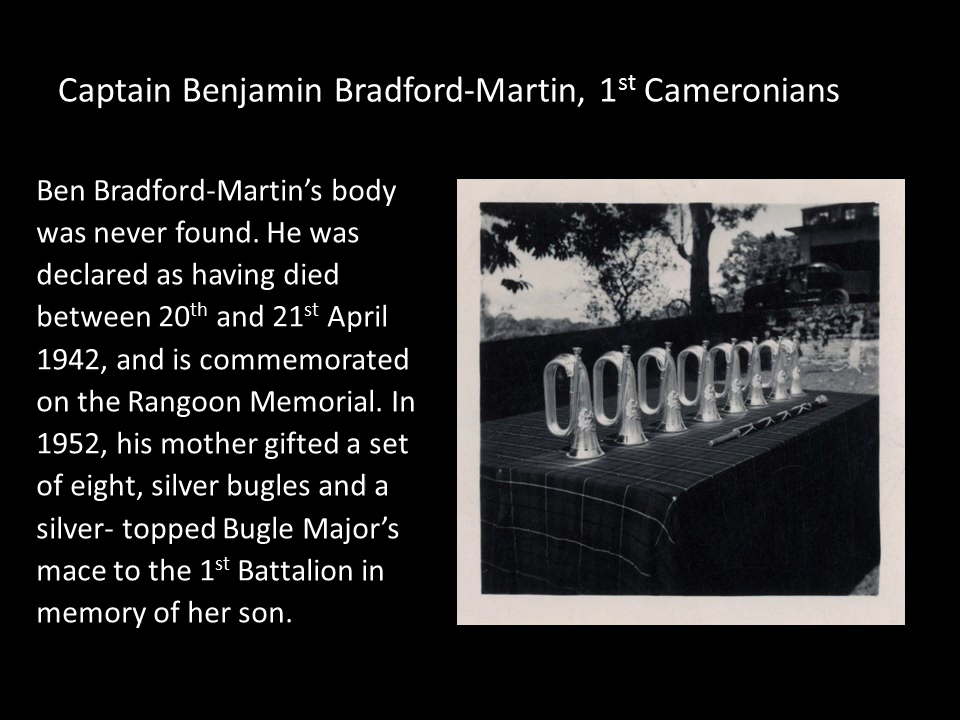 Captain Benjamin Bradford-Martin, 1st Cameronians
Ben Bradford-Martin’s body
was never found. He was
declared as having died
between 20th and 21st April
1942, and is commemorated
on the Rangoon Memorial. In
1952, his mother gifted a set
of eight, silver bugles and a
silver- topped Bugle Major’s
mace to the 1st Battalion in
memory of her son.